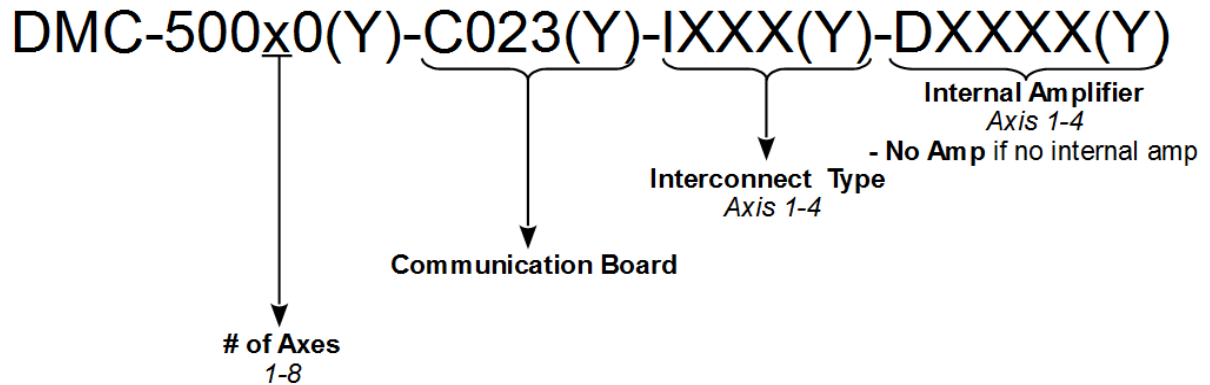 DMC-500x0(Y)-C023(Y)-IXXX(Y)-DXXXX(Y)
Internal Amplifier
Axis 1-4
- No Amp if no internal amp
Interconnect Type
Axis 1-4
Communication Board
# of Axes
1-8